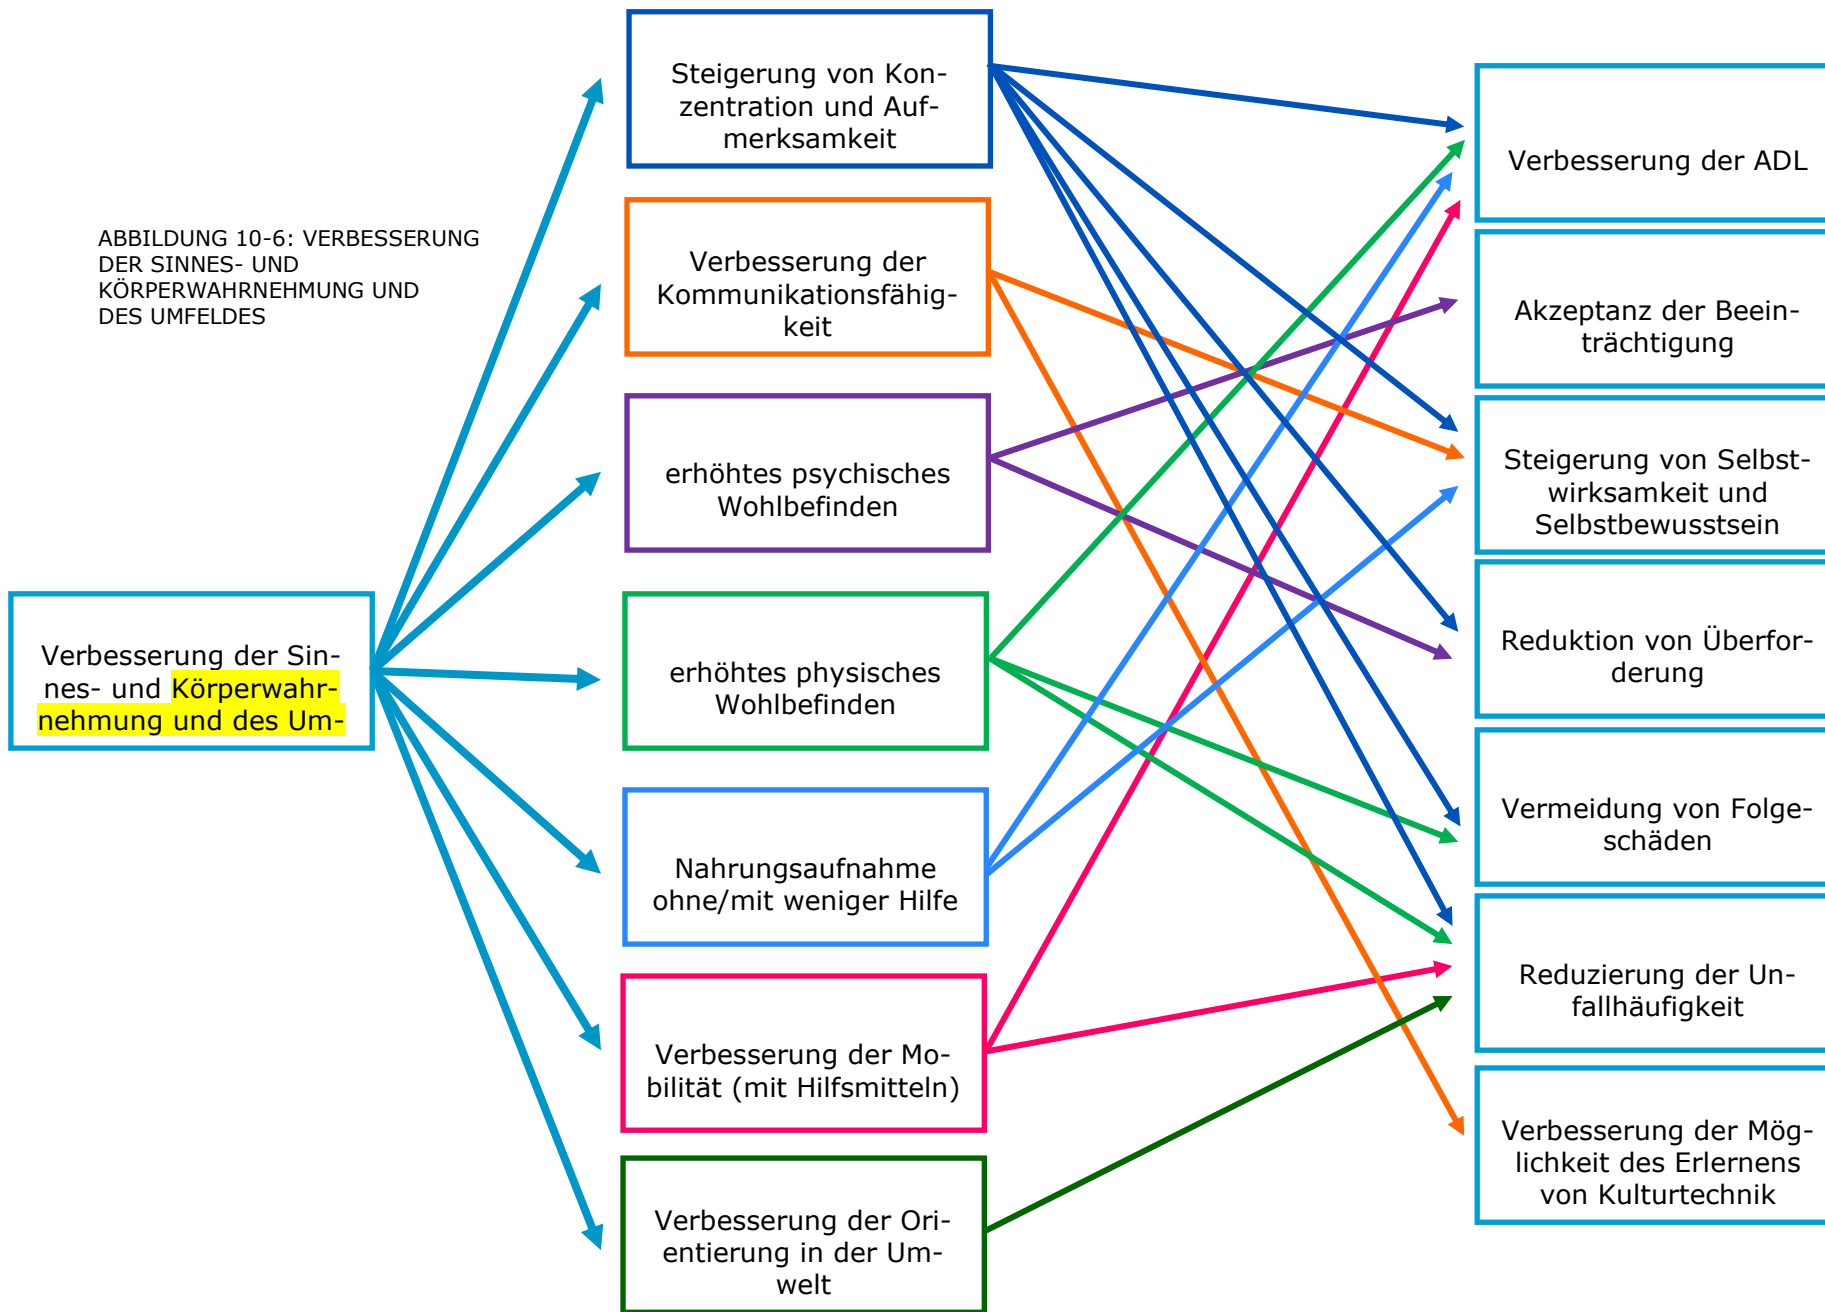 ABBILDUNG 10-6: VERBESSERUNG
DER SINNES- UND
KÖRPERWAHRNEHMUNG UND
DES UMFELDES
Verbesserung der Sin-
nes- und Körperwahr-
nehmung und des Um-
Steigerung von Kon-
zentration und Auf-
merksamkeit
Verbesserung der
Kommunikationsfähig-
keit
erhöhtes psychisches
Wohlbefinden
erhöhtes physisches
Wohlbefinden
Nahrungsaufnahme
ohne/mit weniger Hilfe
Verbesserung der Mo-
bilität (mit Hilfsmitteln)
Verbesserung der Ori-
entierung in der Um-
welt
Verbesserung der ADL
Akzeptanz der Beein-
trächtigung
Steigerung von Selbst-
wirksamkeit und
Selbstbewusstsein
Reduktion von Überfor-
derung
Vermeidung von Folge-
schäden
Reduzierung der Un-
fallhäufigkeit
Verbesserung der Mög-
lichkeit des Erlernens
von Kulturtechnik